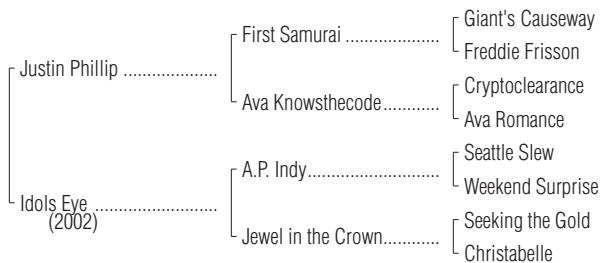 Giant's Causeway
First Samurai ..................
Freddie Frisson
Justin Phillip ....................
Cryptoclearance
Ava Knowsthecode............
Ava Romance
Seattle Slew
A.P. Indy............................
Weekend Surprise
Idols Eye ..........................
(2002)
Seeking the Gold
Jewel in the Crown............
Christabelle